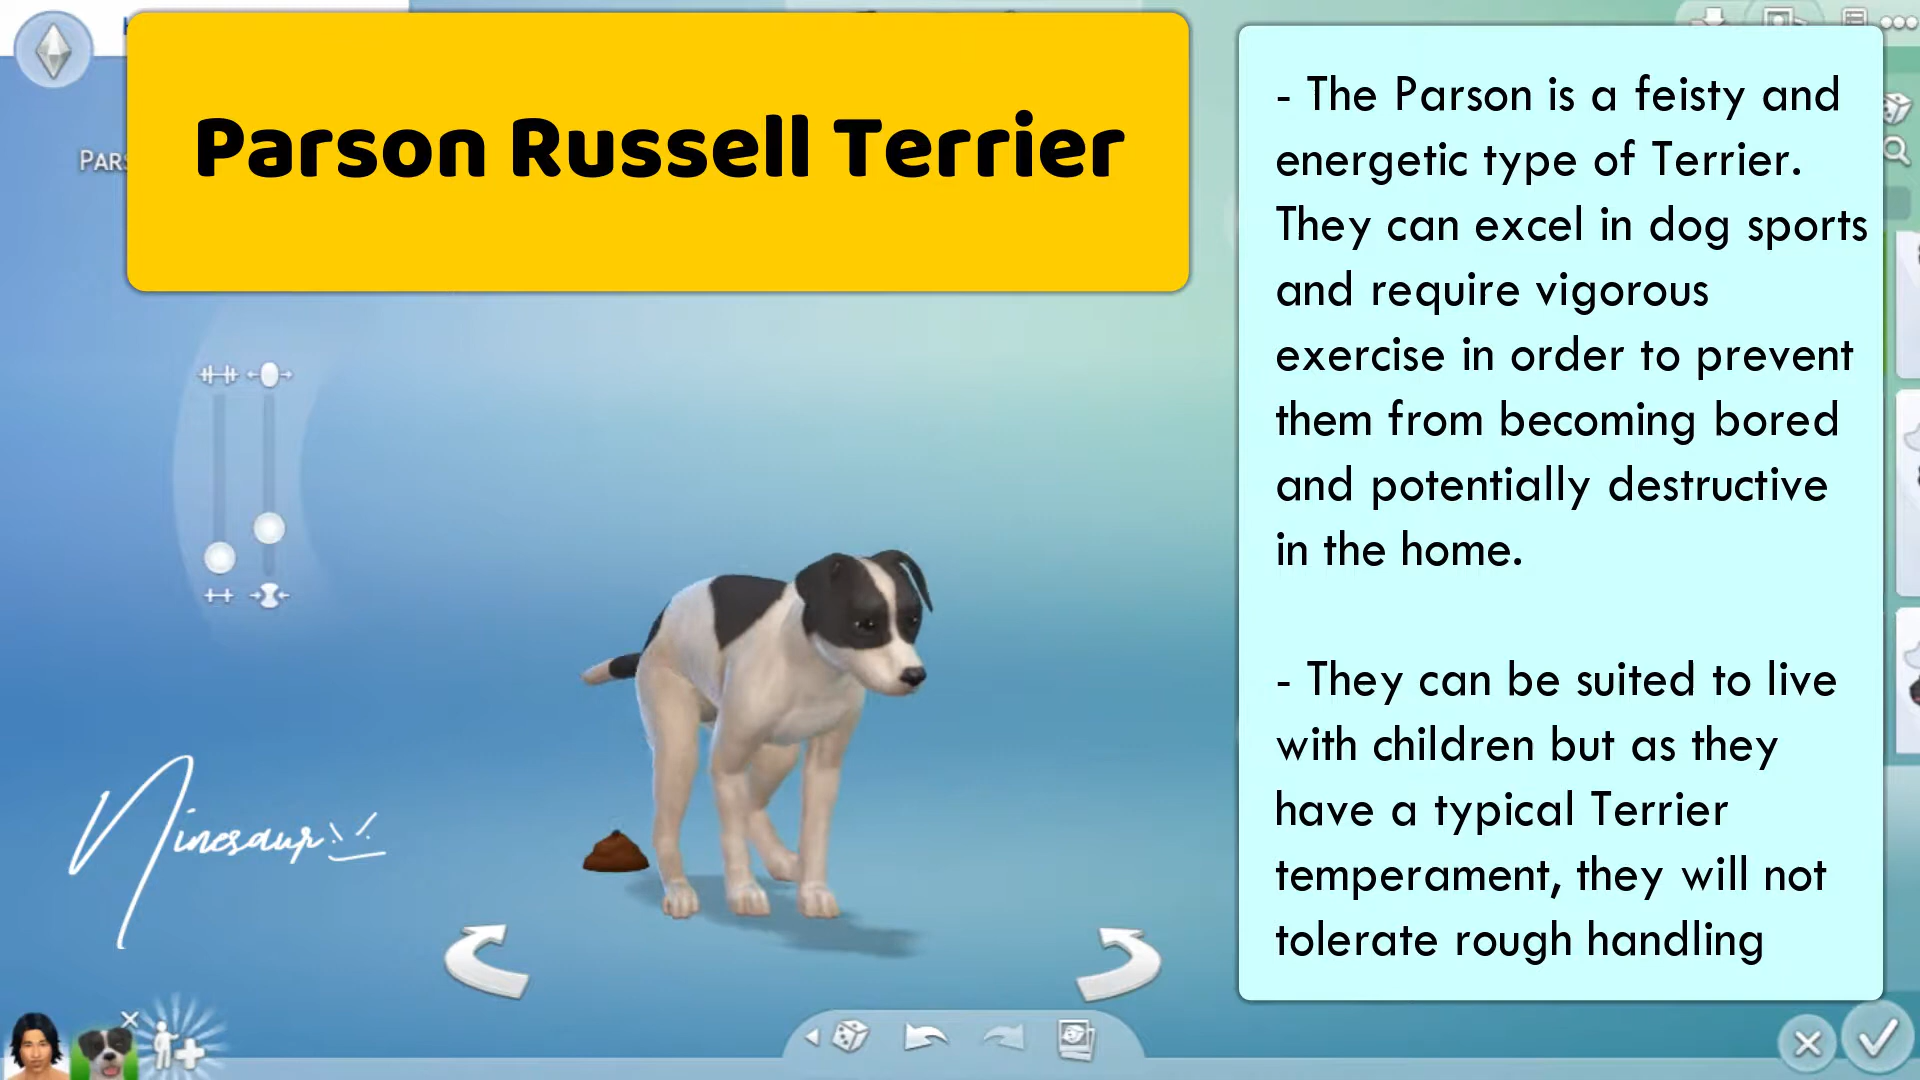 Parson Russell Terrier
PARS
- The Parson is a feisty and
energetic type of Terrier.
They can excel in dog sports
and require vigorous
exercise in order to prevent
them from becoming bored
and potentially destructive
in the home.
- They can be suited to live
with children but as they
have a typical Terrier
temperament, they will not
tolerate rough handling
Ninesaur